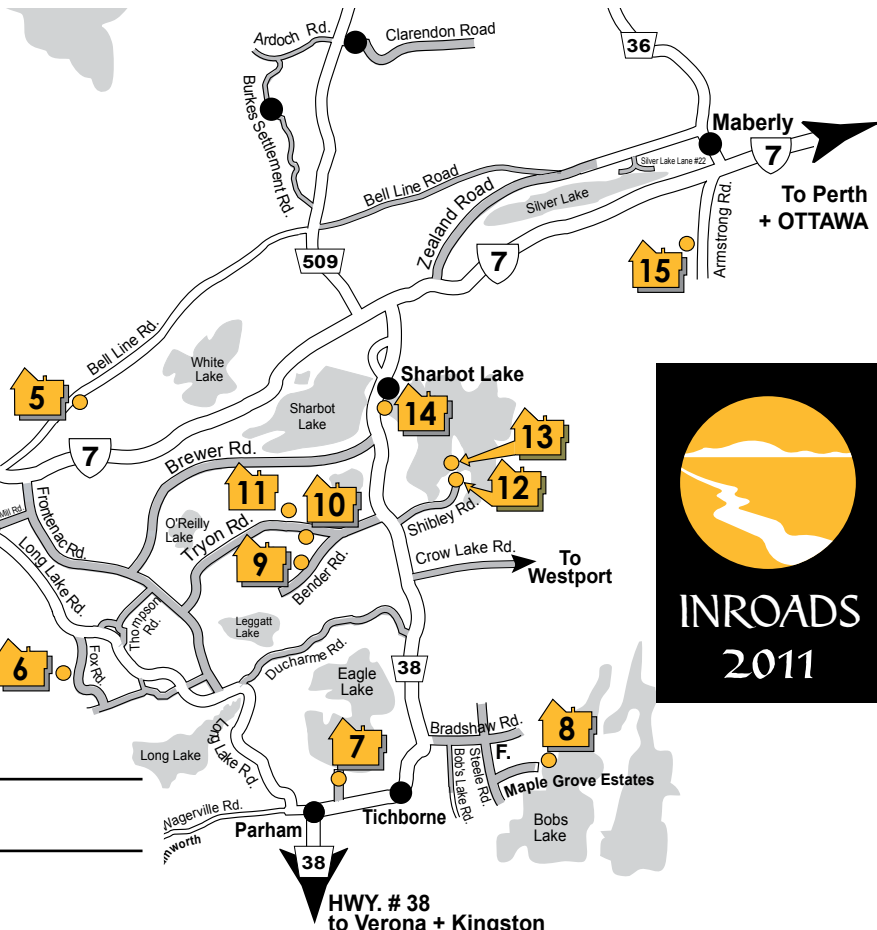 Ardoch Rd.
Clarendon Road
36
Burkes Settlement Rd.
Maberly
7
Silver Lake Lane #22
To Perth
+ OTTAWA
Bell Line Road
Zealand Road
Silver Lake
Armstrong Rd.
509
7
15
Bell Line Rd.
White
Lake
5
Sharbot Lake
14
Sharbot
Lake
13
7
Brewer Rd.
12
11
10
Mill Rd.
Frontenac Rd.
O'Reilly
Lake
Tryon Rd.
Shibley Rd.
9
Bender Rd.
Crow Lake Rd.
To
Westport
Long Lake Rd.
Thompson
Rd.
Leggatt
Lake
INROADS
2011
6
Fox Rd.
Ducharme Rd.
Eagle
Lake
38
Long Lake
Long Lake Rd.
7
Bradshaw Rd.
8
F.
Bob's Lake Rd.
Steele Rd.
Maple Grove Estates
Wagerville Rd.
Parham
Tichborne
Bobs
Lake
38
HWY. # 38
to Verona + Kingston